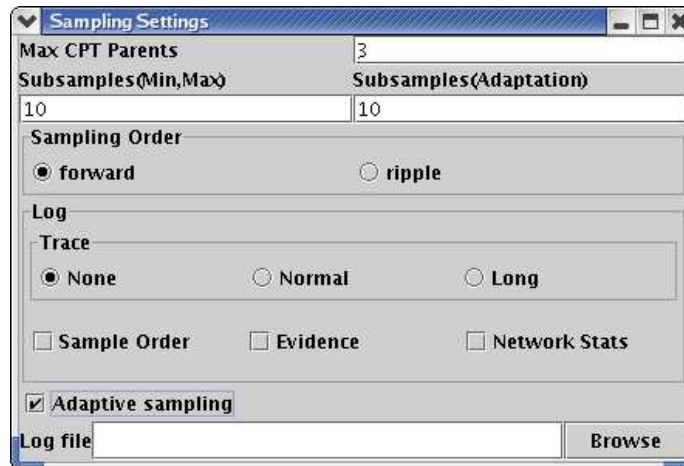 Sampling Settings
Max CPT Parents 3
Subsamples(Min,Max) Subsamples(Adaptation)
10 10
Sampling Order
forward ripple
Log
Trace
None Normal Long
Sample Order Evidence Network Stats
Adaptive sampling
Log file Browse